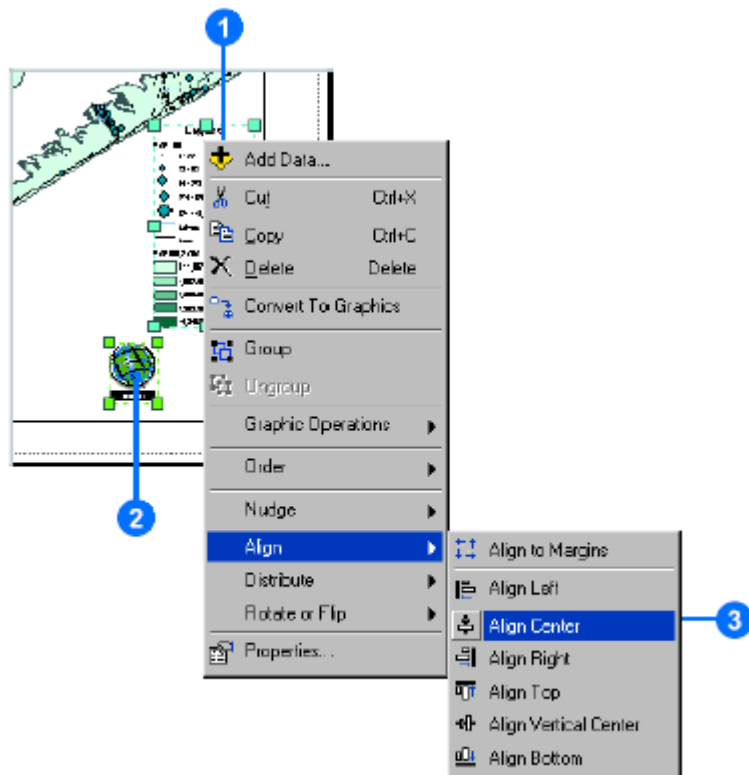 1
Add Data...
Cut Ctrl+X
Copy Ctrl+C
Delete Delete
Convert To Graphics
Group
Ungroup
Graphic Operations
Order
2
Nudge
Align
Align to Margins
Distribute
Align Left
Rotate or Flip
Align Center
3
Properties...
Align Right
Align Top
Align Vertical Center
Align Bottom